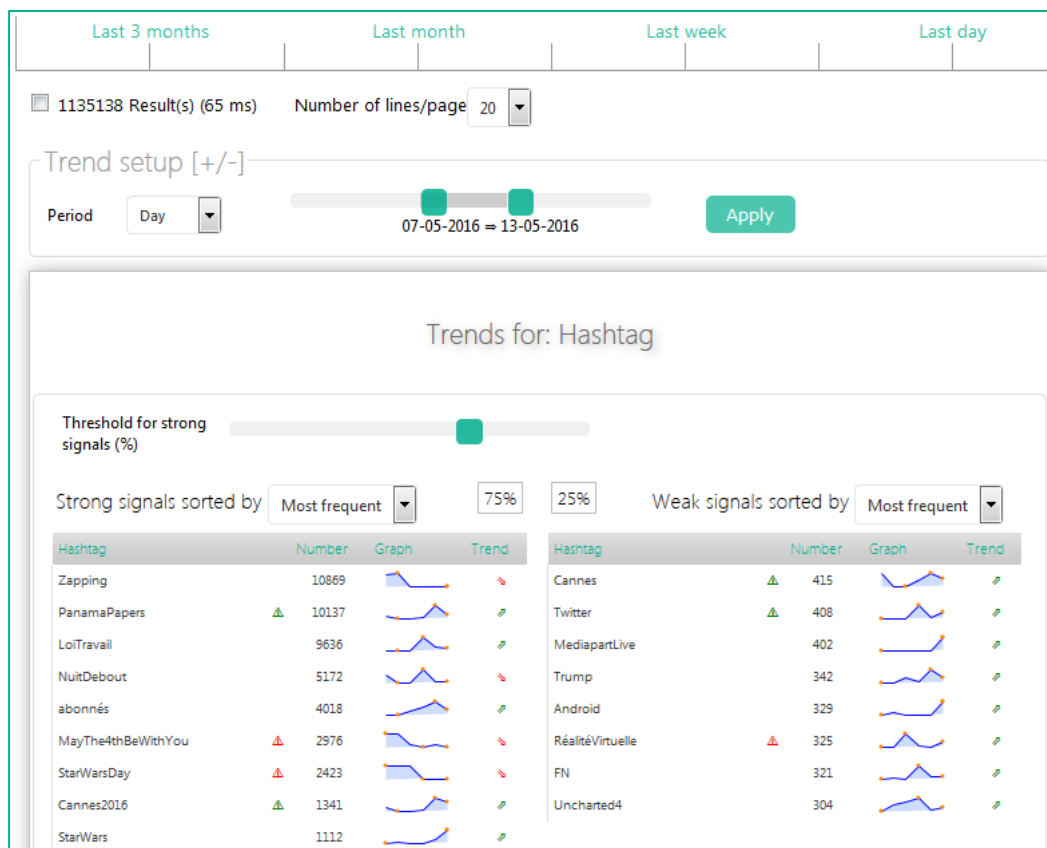 Last 3 months Last month Last week Last day
1135138 Result(s) (65 ms) Number of lines/page 20
Trend setup [+/-]
Period Day Apply
07-05-2016 ⇒ 13-05-2016
Trends for: Hashtag
Threshold for strong
signals (%)
Strong signals sorted by Most frequent 75% 25% Weak signals sorted by Most frequent
Hashtag Number Graph Trend Hashtag Number Graph Trend
Zapping 10869 Cannes 415
PanamaPapers 10137 Twitter 408
LoiTravail 9636 MediapartLive 402
NuitDebout 5172 Trump 342
abonnés 4018 Android 329
MayThe4thBeWithYou 2976 RéalitéVirtuelle 325
StarWarsDay 2423 FN 321
Cannes2016 1341 Uncharted4 304
StarWars 1112